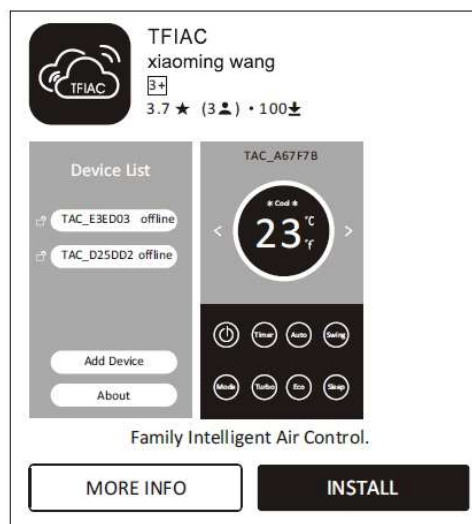 TFIAC
TFIAC
xiaoming wang
3+
3.7 ★ (3) • 100
Device List
TAC_E3ED03 offline
TAC_D25DD2 offline
Add Device
About
TAC_A67F7B
❄ Cool ❄
23 °C
°f
Timer Auto Swing
Mode Turbo Eco Sleep
Family Intelligent Air Control.
MORE INFO
INSTALL